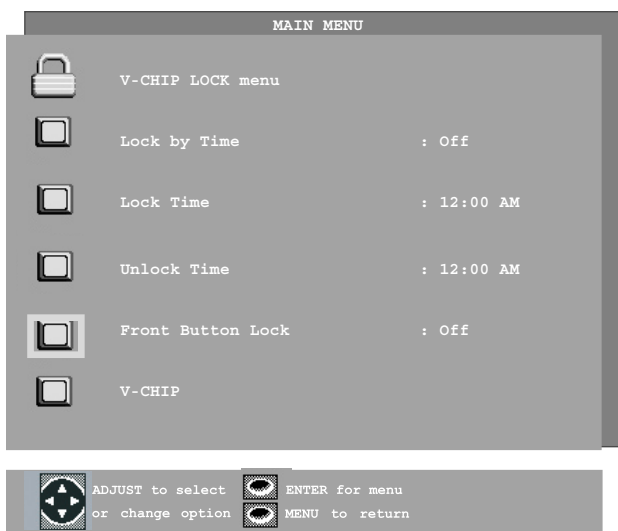 MAIN MENU
V-CHIP LOCK menu
Lock by Time : Off
Lock Time : 12:00 AM
Unlock Time : 12:00 AM
Front Button Lock : Off
V-CHIP
ADJUST to select ENTER for menu
or change option MENU to return